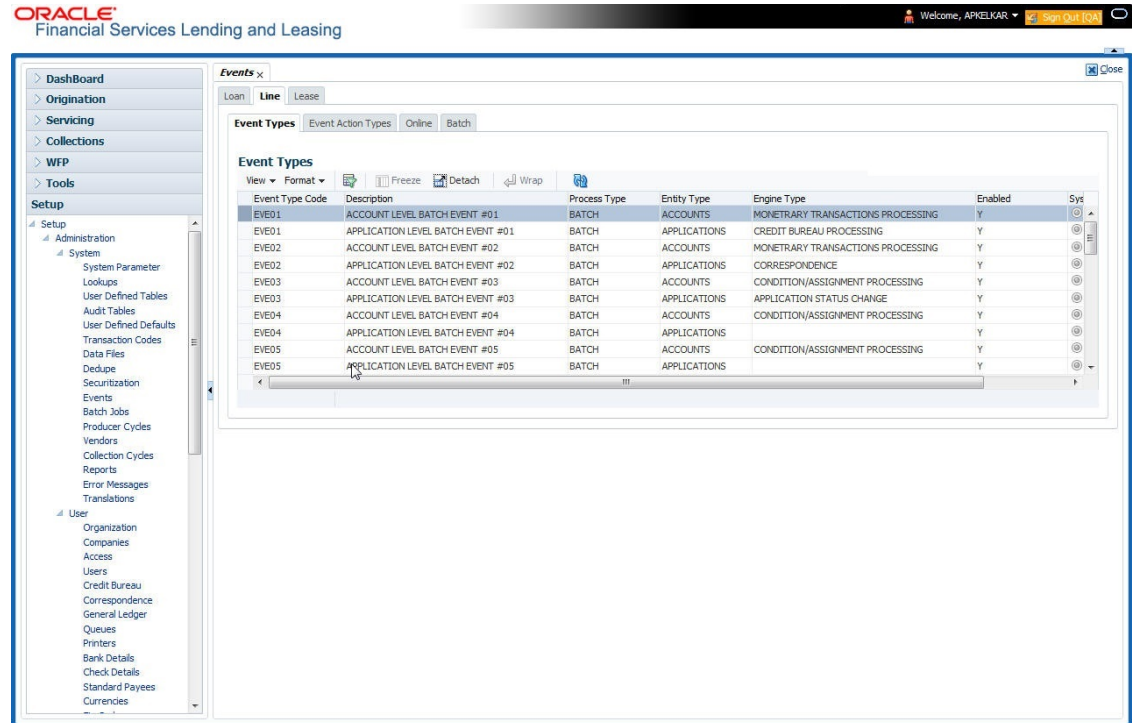 ORACLE
Financial Services Lending and Leasing
Welcome, APKELKAR
Sign Out [QA]
DashBoard
Origination
Servicing
Collections
WFP
Tools
Setup
Setup
Administration
System
System Parameter
Lookups
User Defined Tables
Audit Tables
User Defined Defaults
Transaction Codes
Data Files
Dedupe
Securitization
Events
Batch Jobs
Producer Cycles
Vendors
Collection Cycles
Reports
Error Messages
Translations
User
Organization
Companies
Access
Users
Credit Bureau
Correspondence
General Ledger
Queues
Printers
Bank Details
Check Details
Standard Payees
Currencies
Events x
Close
Loan Line Lease
Event Types Event Action Types Online Batch
Event Types
View Format Freeze Detach Wrap
Event Type Code Description Process Type Entity Type Engine Type Enabled Sys
EVE01 ACCOUNT LEVEL BATCH EVENT #01 BATCH ACCOUNTS MONETRARY TRANSACTIONS PROCESSING Y
EVE01 APPLICATION LEVEL BATCH EVENT #01 BATCH APPLICATIONS CREDIT BUREAU PROCESSING Y
EVE02 ACCOUNT LEVEL BATCH EVENT #02 BATCH ACCOUNTS MONETRARY TRANSACTIONS PROCESSING Y
EVE02 APPLICATION LEVEL BATCH EVENT #02 BATCH APPLICATIONS CORRESPONDENCE Y
EVE03 ACCOUNT LEVEL BATCH EVENT #03 BATCH ACCOUNTS CONDITION/ASSIGNMENT PROCESSING Y
EVE03 APPLICATION LEVEL BATCH EVENT #03 BATCH APPLICATIONS APPLICATION STATUS CHANGE Y
EVE04 ACCOUNT LEVEL BATCH EVENT #04 BATCH ACCOUNTS CONDITION/ASSIGNMENT PROCESSING Y
EVE04 APPLICATION LEVEL BATCH EVENT #04 BATCH APPLICATIONS Y
EVE05 ACCOUNT LEVEL BATCH EVENT #05 BATCH ACCOUNTS CONDITION/ASSIGNMENT PROCESSING Y
EVE05 APPLICATION LEVEL BATCH EVENT #05 BATCH APPLICATIONS Y